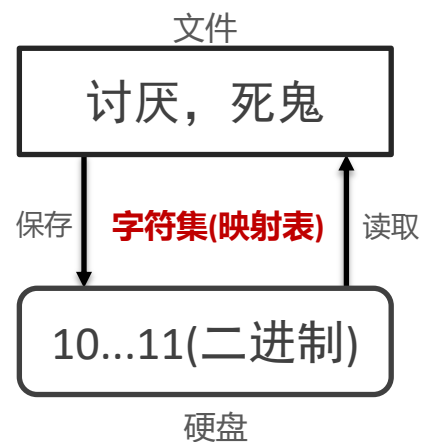 文件
讨厌，死鬼
保存 字符集(映射表) 读取
10...11(二进制)
硬盘